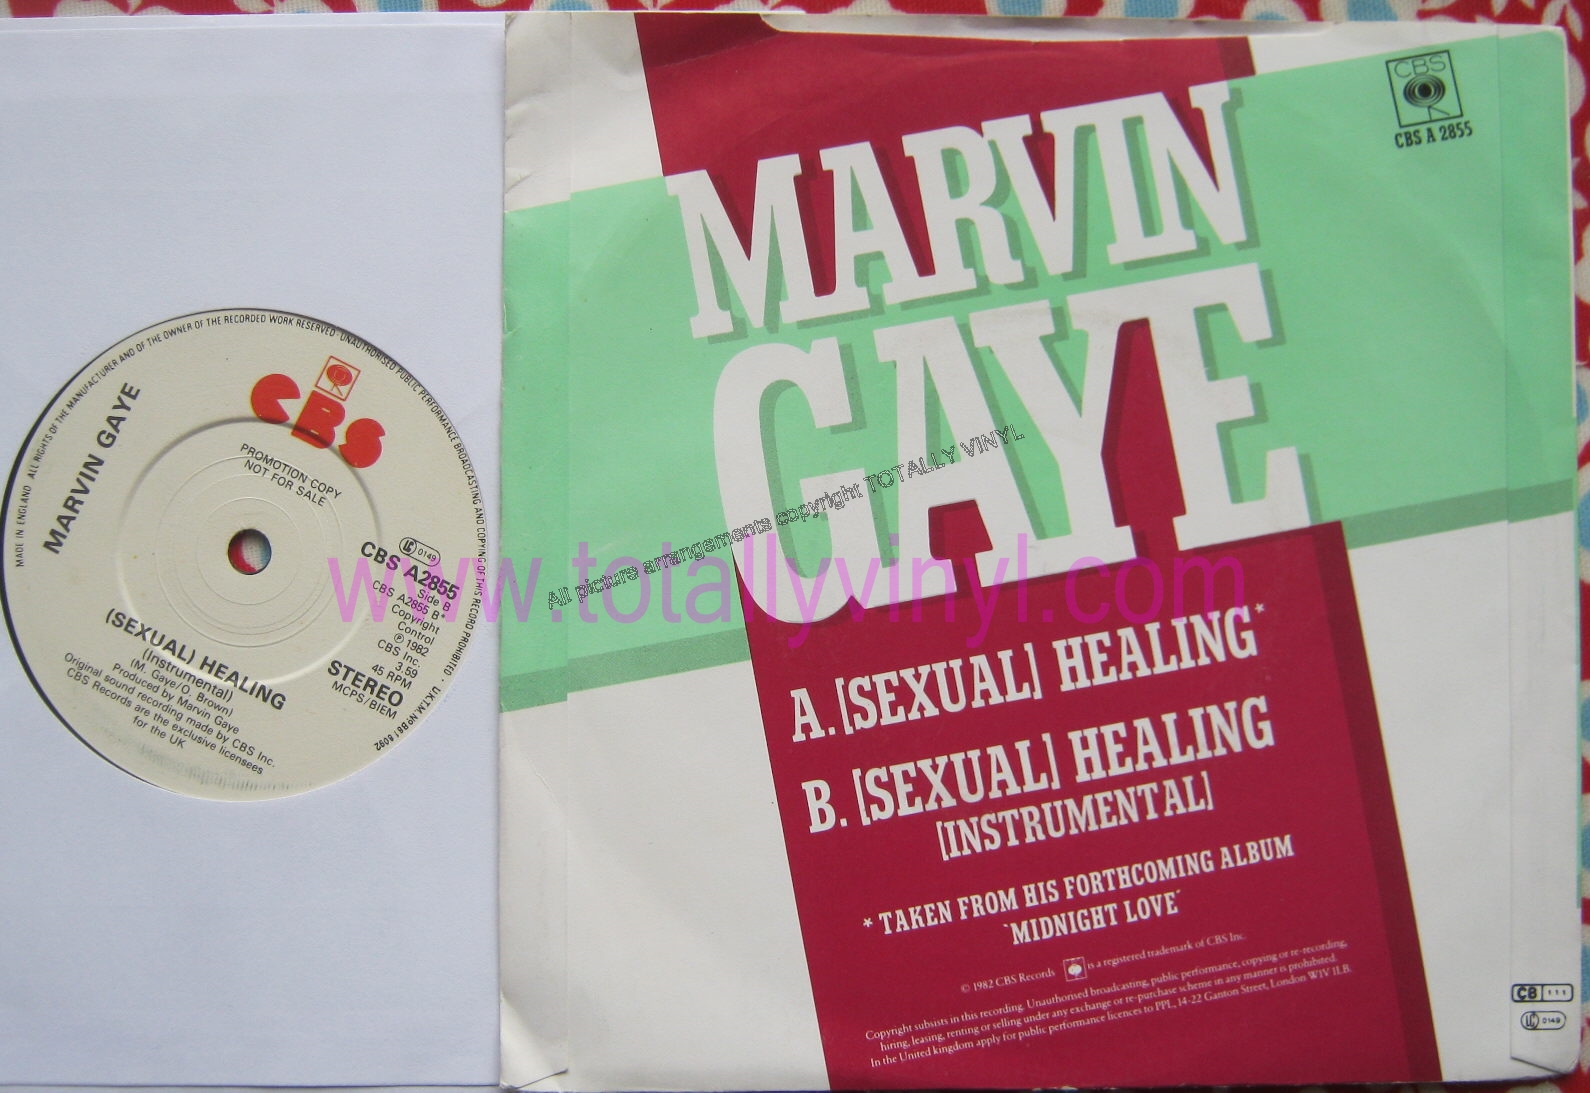 MADE IN ENGLAND ALL RIGHTS OF THE MANUFACTURER AND OF THE OWNER OF THE RECORDED WORK RESERVED· UNAUTHORISED PUBLIC PERFORMANCE BROADCASTING AND COPYING OF THIS RECORD PROHIBITED · U.K.T.M. No 861 8092
CBS
MARVIN GAYE
PROMOTION COPY
NOT FOR SALE
LC 0149
CBS A2855
Side B
CBS A2855 B*
Copyright
Control
℗ 1982
CBS Inc.
3.59
45 RPM
STEREO
MCPS/BIEM
(SEXUAL) HEALING
(Instrumental)
(M. Gaye/O. Brown)
Produced by Marvin Gaye
Original sound recording made by CBS Inc.
CBS Records are the exclusive licensees
for the UK
CBS
CBS A 2855
MARVIN
GAYE
All picture arrangements copyright TOTALLY VINYL
www.totallyvinyl.com
A. [SEXUAL] HEALING*
B. [SEXUAL] HEALING
[INSTRUMENTAL]
* TAKEN FROM HIS FORTHCOMING ALBUM
`MIDNIGHT LOVE´
© 1982 CBS Records is a registered trademark of CBS Inc.
Copyright subsists in this recording. Unauthorised broadcasting, public performance, copying or re-recording,
hiring, leasing, renting or selling under any exchange or re-purchase scheme in any manner is prohibited.
In the United kingdom apply for public performance licences to PPL, 14-22 Ganton Street, London W1V 1LB.
CB 111
LC 0149